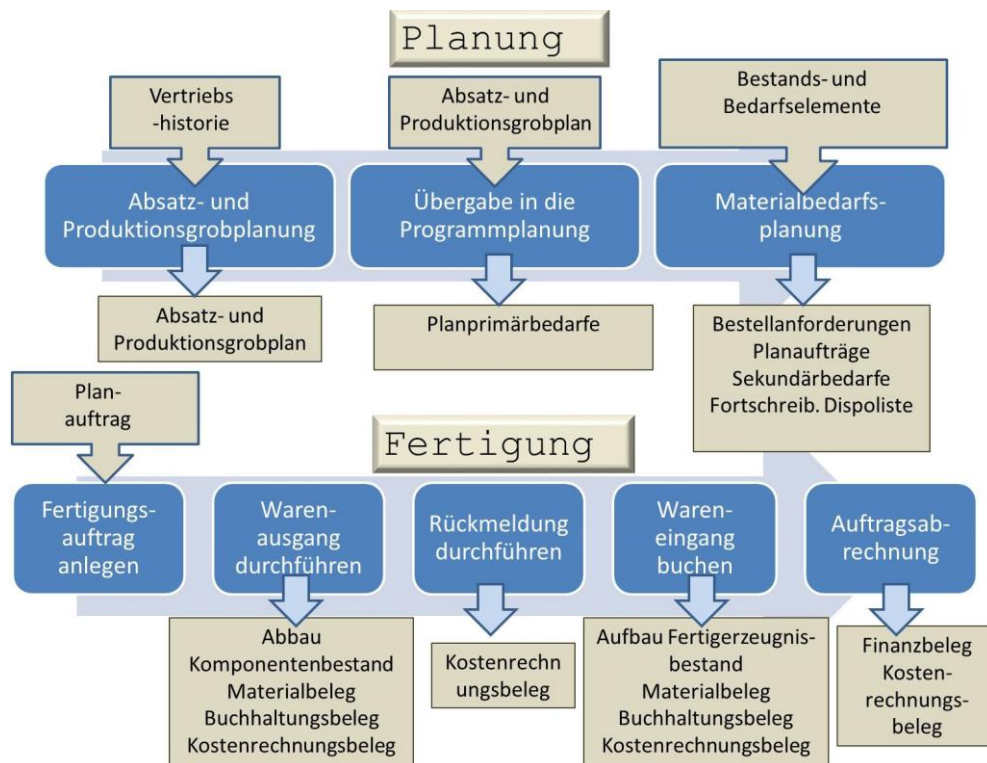 Planung
Vertriebs
-historie
Absatz- und
Produktionsgrobplan
Bestands- und
Bedarfselemente
Absatz- und
Produktionsgrobplanung
Übergabe in die
Programmplanung
Materialbedarfs-
planung
Absatz- und
Produktionsgrobplan
Planprimärbedarfe
Bestellanforderungen
Planaufträge
Sekundärbedarfe
Fortschreib. Dispoliste
Plan-
auftrag
Fertigung
Fertigungs-
auftrag
anlegen
Waren-
ausgang
durchführen
Rückmeldung
durchführen
Waren-
eingang
buchen
Auftragsab-
rechnung
Abbau
Komponentenbestand
Materialbeleg
Buchhaltungsbeleg
Kostenrechnungsbeleg
Kostenrechn
ungsbeleg
Aufbau Fertigerzeugnis-
bestand
Materialbeleg
Buchhaltungsbeleg
Kostenrechnungsbeleg
Finanzbeleg
Kosten-
rechnungs-
beleg